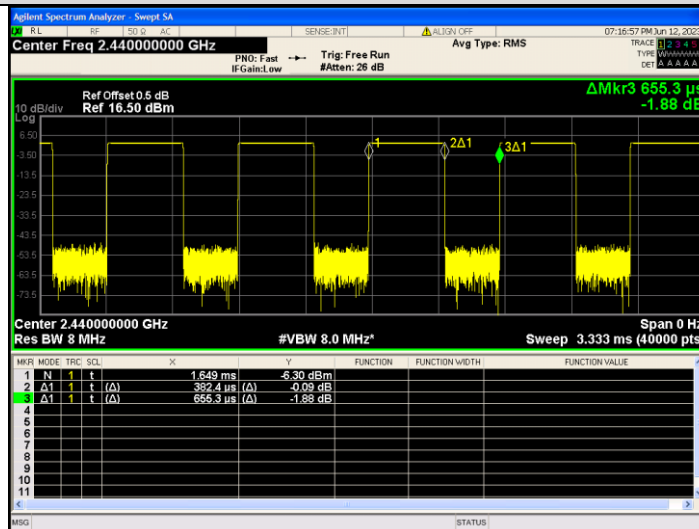 Agilent Spectrum Analyzer - Swept SA
RL RF 50 Ω AC SENSE:INT ALIGN OFF 07:16:57 PM Jun 12, 2023
Center Freq 2.440000000 GHz Avg Type: RMS TRACE 1 2 3 4 5
PNO: Fast Trig: Free Run TYPE
IFGain:Low #Atten: 26 dB DET A A A A A
ΔMkr3 655.3 µs
Ref Offset 0.5 dB -1.88 dB
10 dB/div Ref 16.50 dBm
Log
6.50
-3.50
-13.5
-23.5
-33.5
-43.5
-53.5
-63.5
-73.5
1 2Δ1 3Δ1
Center 2.440000000 GHz Span 0 Hz
Res BW 8 MHz #VBW 8.0 MHz* Sweep 3.333 ms (40000 pts
MKR MODE TRC SCL X Y FUNCTION FUNCTION WIDTH FUNCTION VALUE
1 N 1 t 1.649 ms -6.30 dBm
2 Δ1 1 t (Δ) 382.4 µs (Δ) -0.09 dB
3 Δ1 1 t (Δ) 655.3 µs (Δ) -1.88 dB
4
5
6
7
8
9
10
11
MSG STATUS